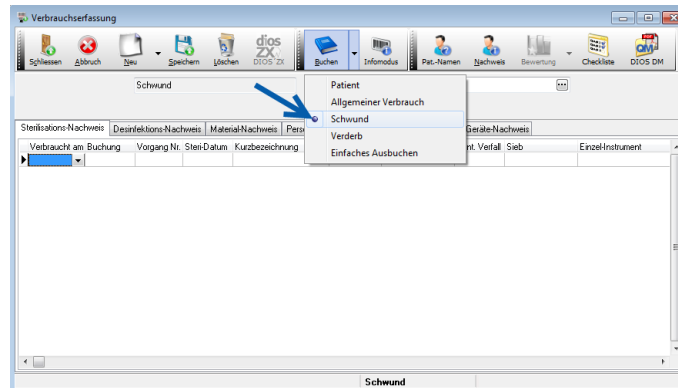 Verbrauchserfassung
Schliessen Abbruch Neu Speichern Löschen DIOS ZX Buchen Infomodus Pat.-Namen Nachweis Bewertung Checkliste DIOS DM
dios
ZX
Schwund
Patient
Allgemeiner Verbrauch
Schwund
Verderb
Einfaches Ausbuchen
Sterilisations-Nachweis Desinfektions-Nachweis Material-Nachweis Geräte-Nachweis
Verbraucht am Buchung Vorgang Nr. Steri-Datum Kurzbezeichnung Verfall Sieb Einzel-Instrument
Schwund